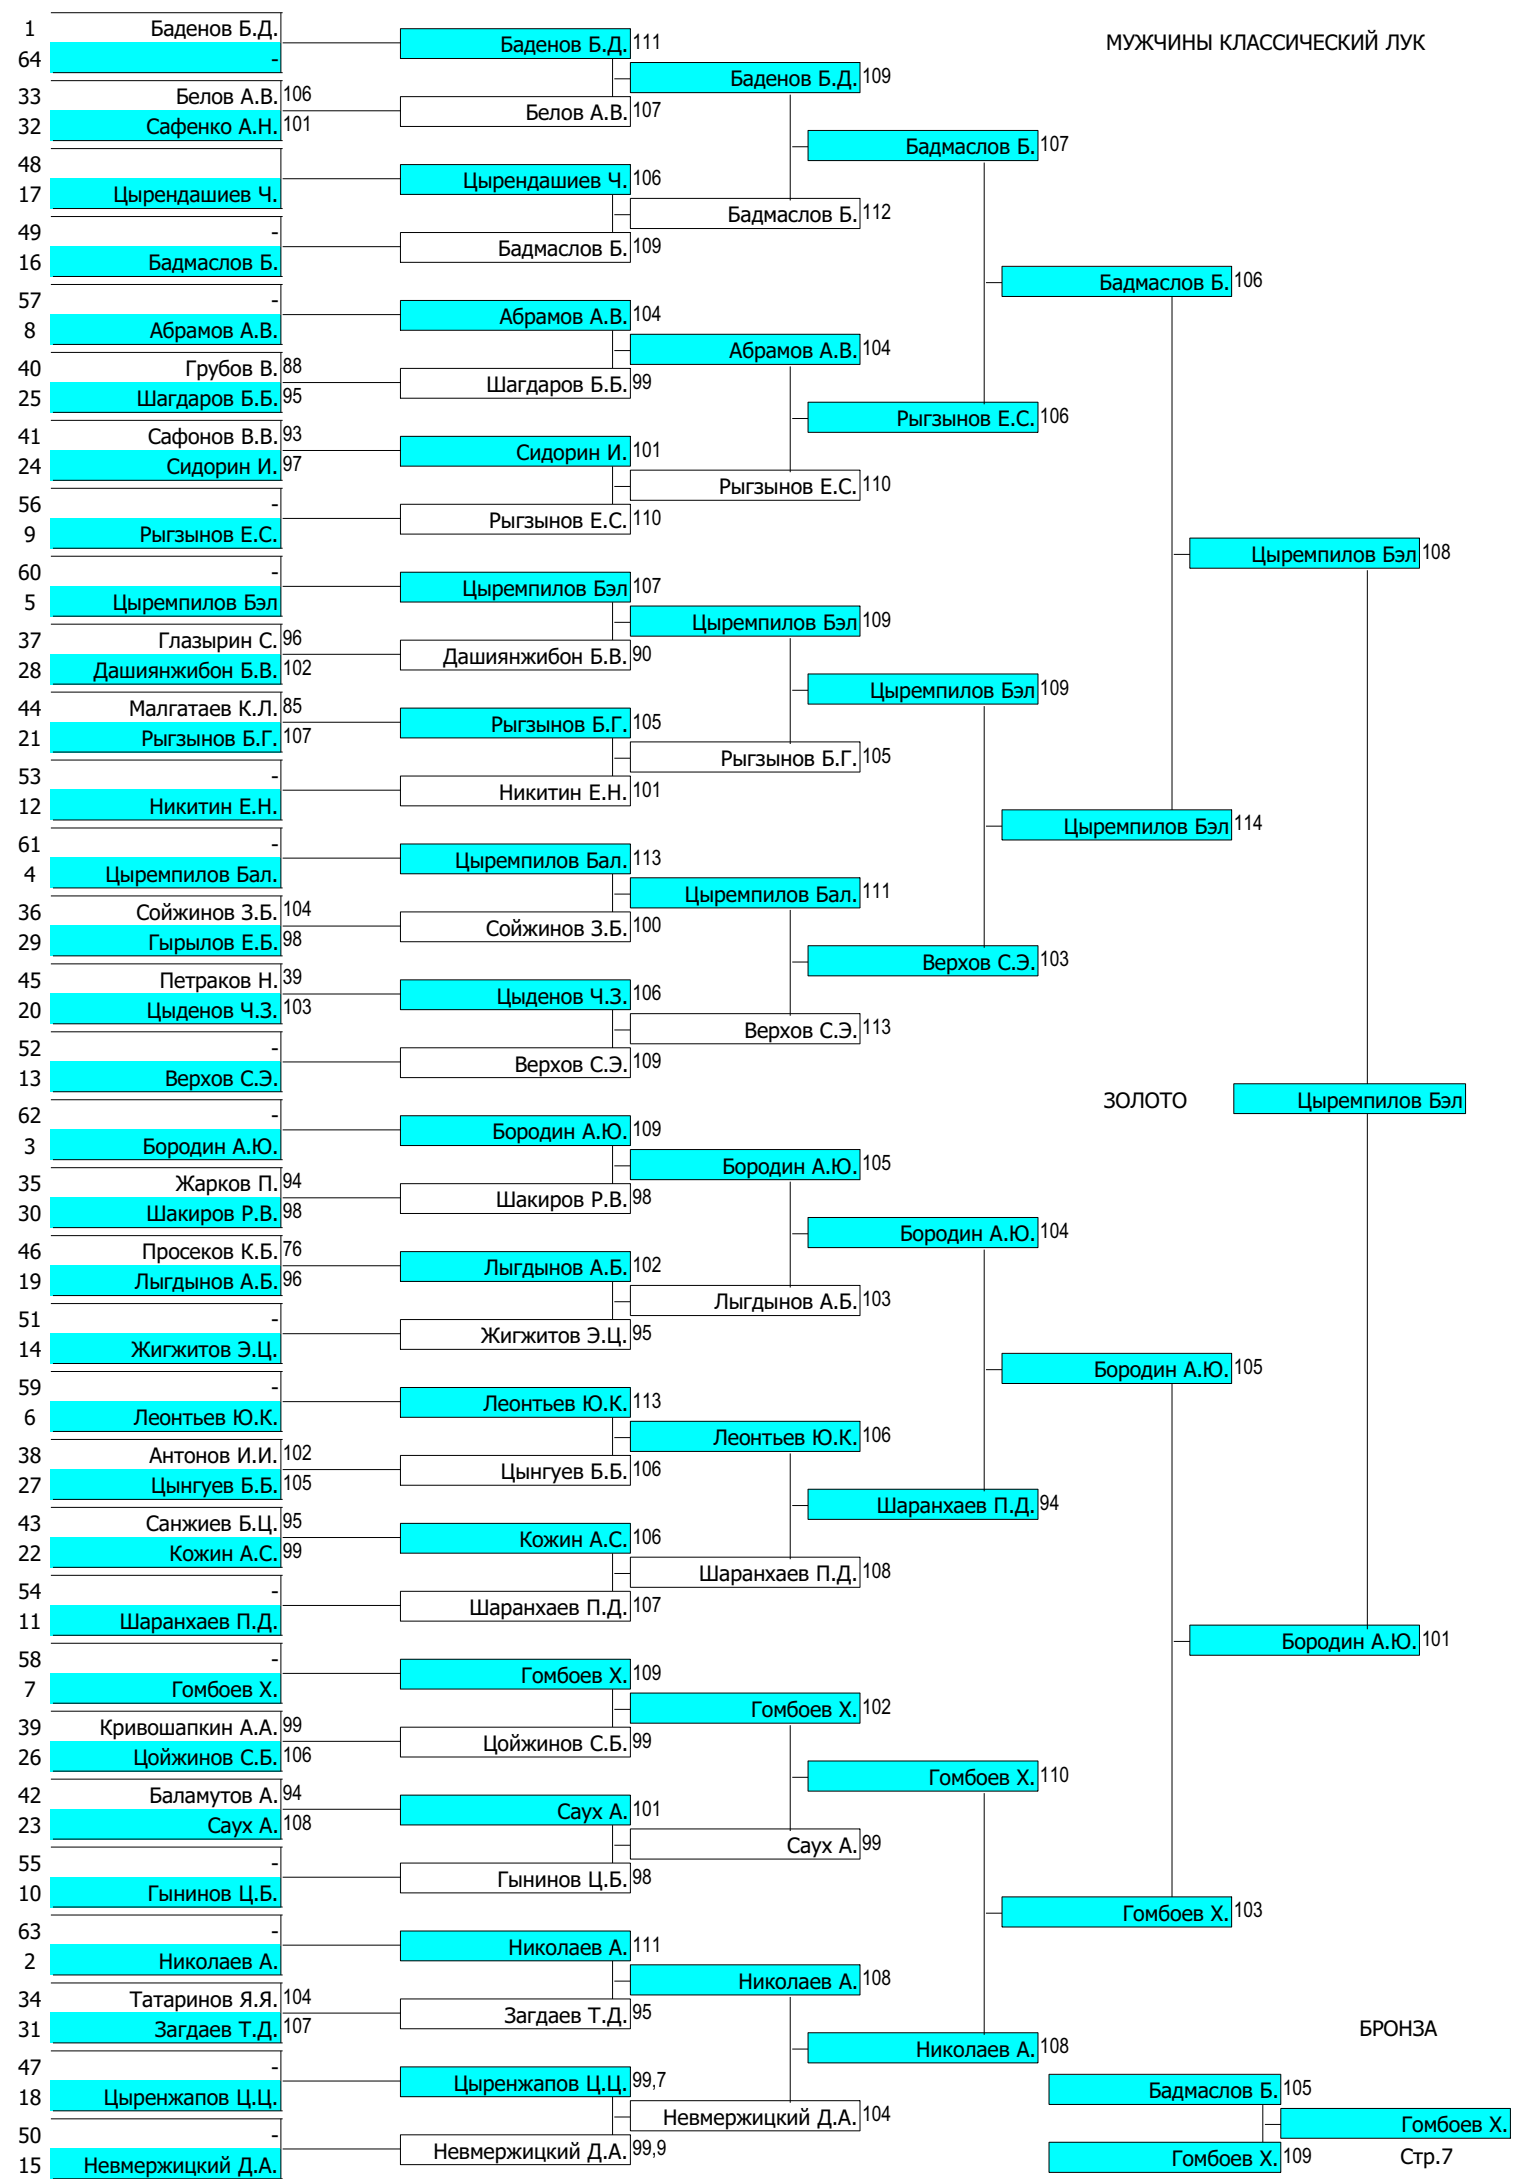 МУЖЧИНЫ КЛАССИЧЕСКИЙ ЛУК
1 Баденов Б.Д.
64 -
33 Белов А.В. 106
32 Сафенко А.Н. 101
48
17 Цырендашиев Ч.
49 -
16 Бадмаслов Б.
57 -
8 Абрамов А.В.
40 Грубов В. 88
25 Шагдаров Б.Б. 95
41 Сафонов В.В. 93
24 Сидорин И. 97
56 -
9 Рыгзынов Е.С.
60 -
5 Цыремпилов Бэл
37 Глазырин С. 96
28 Дашиянжибон Б.В. 102
44 Малгатаев К.Л. 85
21 Рыгзынов Б.Г. 107
53 -
12 Никитин Е.Н.
61 -
4 Цыремпилов Бал.
36 Сойжинов З.Б. 104
29 Гырылов Е.Б. 98
45 Петраков Н. 39
20 Цыденов Ч.З. 103
52 -
13 Верхов С.Э.
62 -
3 Бородин А.Ю.
35 Жарков П. 94
30 Шакиров Р.В. 98
46 Просеков К.Б. 76
19 Лыгдынов А.Б. 96
51 -
14 Жигжитов Э.Ц.
59 -
6 Леонтьев Ю.К.
38 Антонов И.И. 102
27 Цынгуев Б.Б. 105
43 Санжиев Б.Ц. 95
22 Кожин А.С. 99
54 -
11 Шаранхаев П.Д.
58 -
7 Гомбоев Х.
39 Кривошапкин А.А. 99
26 Цойжинов С.Б. 106
42 Баламутов А. 94
23 Саух А. 108
55 -
10 Гынинов Ц.Б.
63 -
2 Николаев А.
34 Татаринов Я.Я. 104
31 Загдаев Т.Д. 107
47 -
18 Цыренжапов Ц.Ц.
50 -
15 Невмержицкий Д.А.
Баденов Б.Д. 111
Белов А.В. 107
Цырендашиев Ч. 106
Бадмаслов Б. 109
Абрамов А.В. 104
Шагдаров Б.Б. 99
Сидорин И. 101
Рыгзынов Е.С. 110
Цыремпилов Бэл 107
Дашиянжибон Б.В. 90
Рыгзынов Б.Г. 105
Никитин Е.Н. 101
Цыремпилов Бал. 113
Сойжинов З.Б. 100
Цыденов Ч.З. 106
Верхов С.Э. 109
Бородин А.Ю. 109
Шакиров Р.В. 98
Лыгдынов А.Б. 102
Жигжитов Э.Ц. 95
Леонтьев Ю.К. 113
Цынгуев Б.Б. 106
Кожин А.С. 106
Шаранхаев П.Д. 107
Гомбоев Х. 109
Цойжинов С.Б. 99
Саух А. 101
Гынинов Ц.Б. 98
Николаев А. 111
Загдаев Т.Д. 95
Цыренжапов Ц.Ц. 99,7
Невмержицкий Д.А. 99,9
Баденов Б.Д. 109
Бадмаслов Б. 112
Абрамов А.В. 104
Рыгзынов Е.С. 110
Цыремпилов Бэл 109
Рыгзынов Б.Г. 105
Цыремпилов Бал. 111
Верхов С.Э. 113
Бородин А.Ю. 105
Лыгдынов А.Б. 103
Леонтьев Ю.К. 106
Шаранхаев П.Д. 108
Гомбоев Х. 102
Саух А. 99
Николаев А. 108
Невмержицкий Д.А. 104
Бадмаслов Б. 107
Рыгзынов Е.С. 106
Цыремпилов Бэл 109
Верхов С.Э. 103
Бородин А.Ю. 104
Шаранхаев П.Д. 94
Гомбоев Х. 110
Николаев А. 108
Бадмаслов Б. 106
Цыремпилов Бэл 114
Бородин А.Ю. 105
Гомбоев Х. 103
Цыремпилов Бэл 108
Бородин А.Ю. 101
ЗОЛОТО Цыремпилов Бэл
БРОНЗА
Бадмаслов Б. 105
Гомбоев Х.
Гомбоев Х. 109
Стр.7